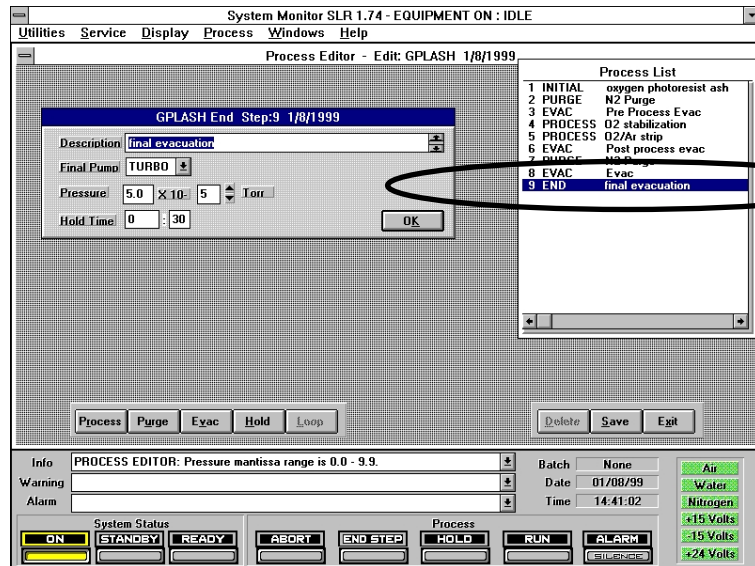 System Monitor SLR 1.74 - EQUIPMENT ON : IDLE
Utilities Service Display Process Windows Help
Process Editor - Edit: GPLASH 1/8/1999
Process List
1 INITIAL oxygen photoresist ash
2 PURGE N2 Purge
3 EVAC Pre Process Evac
4 PROCESS O2 stabilization
5 PROCESS O2/Ar strip
6 EVAC Post process evac
7 PURGE N2 Purge
8 EVAC Evac
9 END final evacuation
GPLASH End Step:9 1/8/1999
Description final evacuation
Final Pump TURBO
Pressure 5.0 X 10- 5 Torr
Hold Time 0 : 30
OK
Process Purge Evac Hold Loop
Delete Save Exit
Info PROCESS EDITOR: Pressure mantissa range is 0.0 - 9.9.
Warning
Alarm
Batch None
Date 01/08/99
Time 14:41:02
Air
Water
Nitrogen
+15 Volts
-15 Volts
+24 Volts
System Status
ON STANDBY READY
Process
ABORT END STEP HOLD RUN ALARM
SILENCE